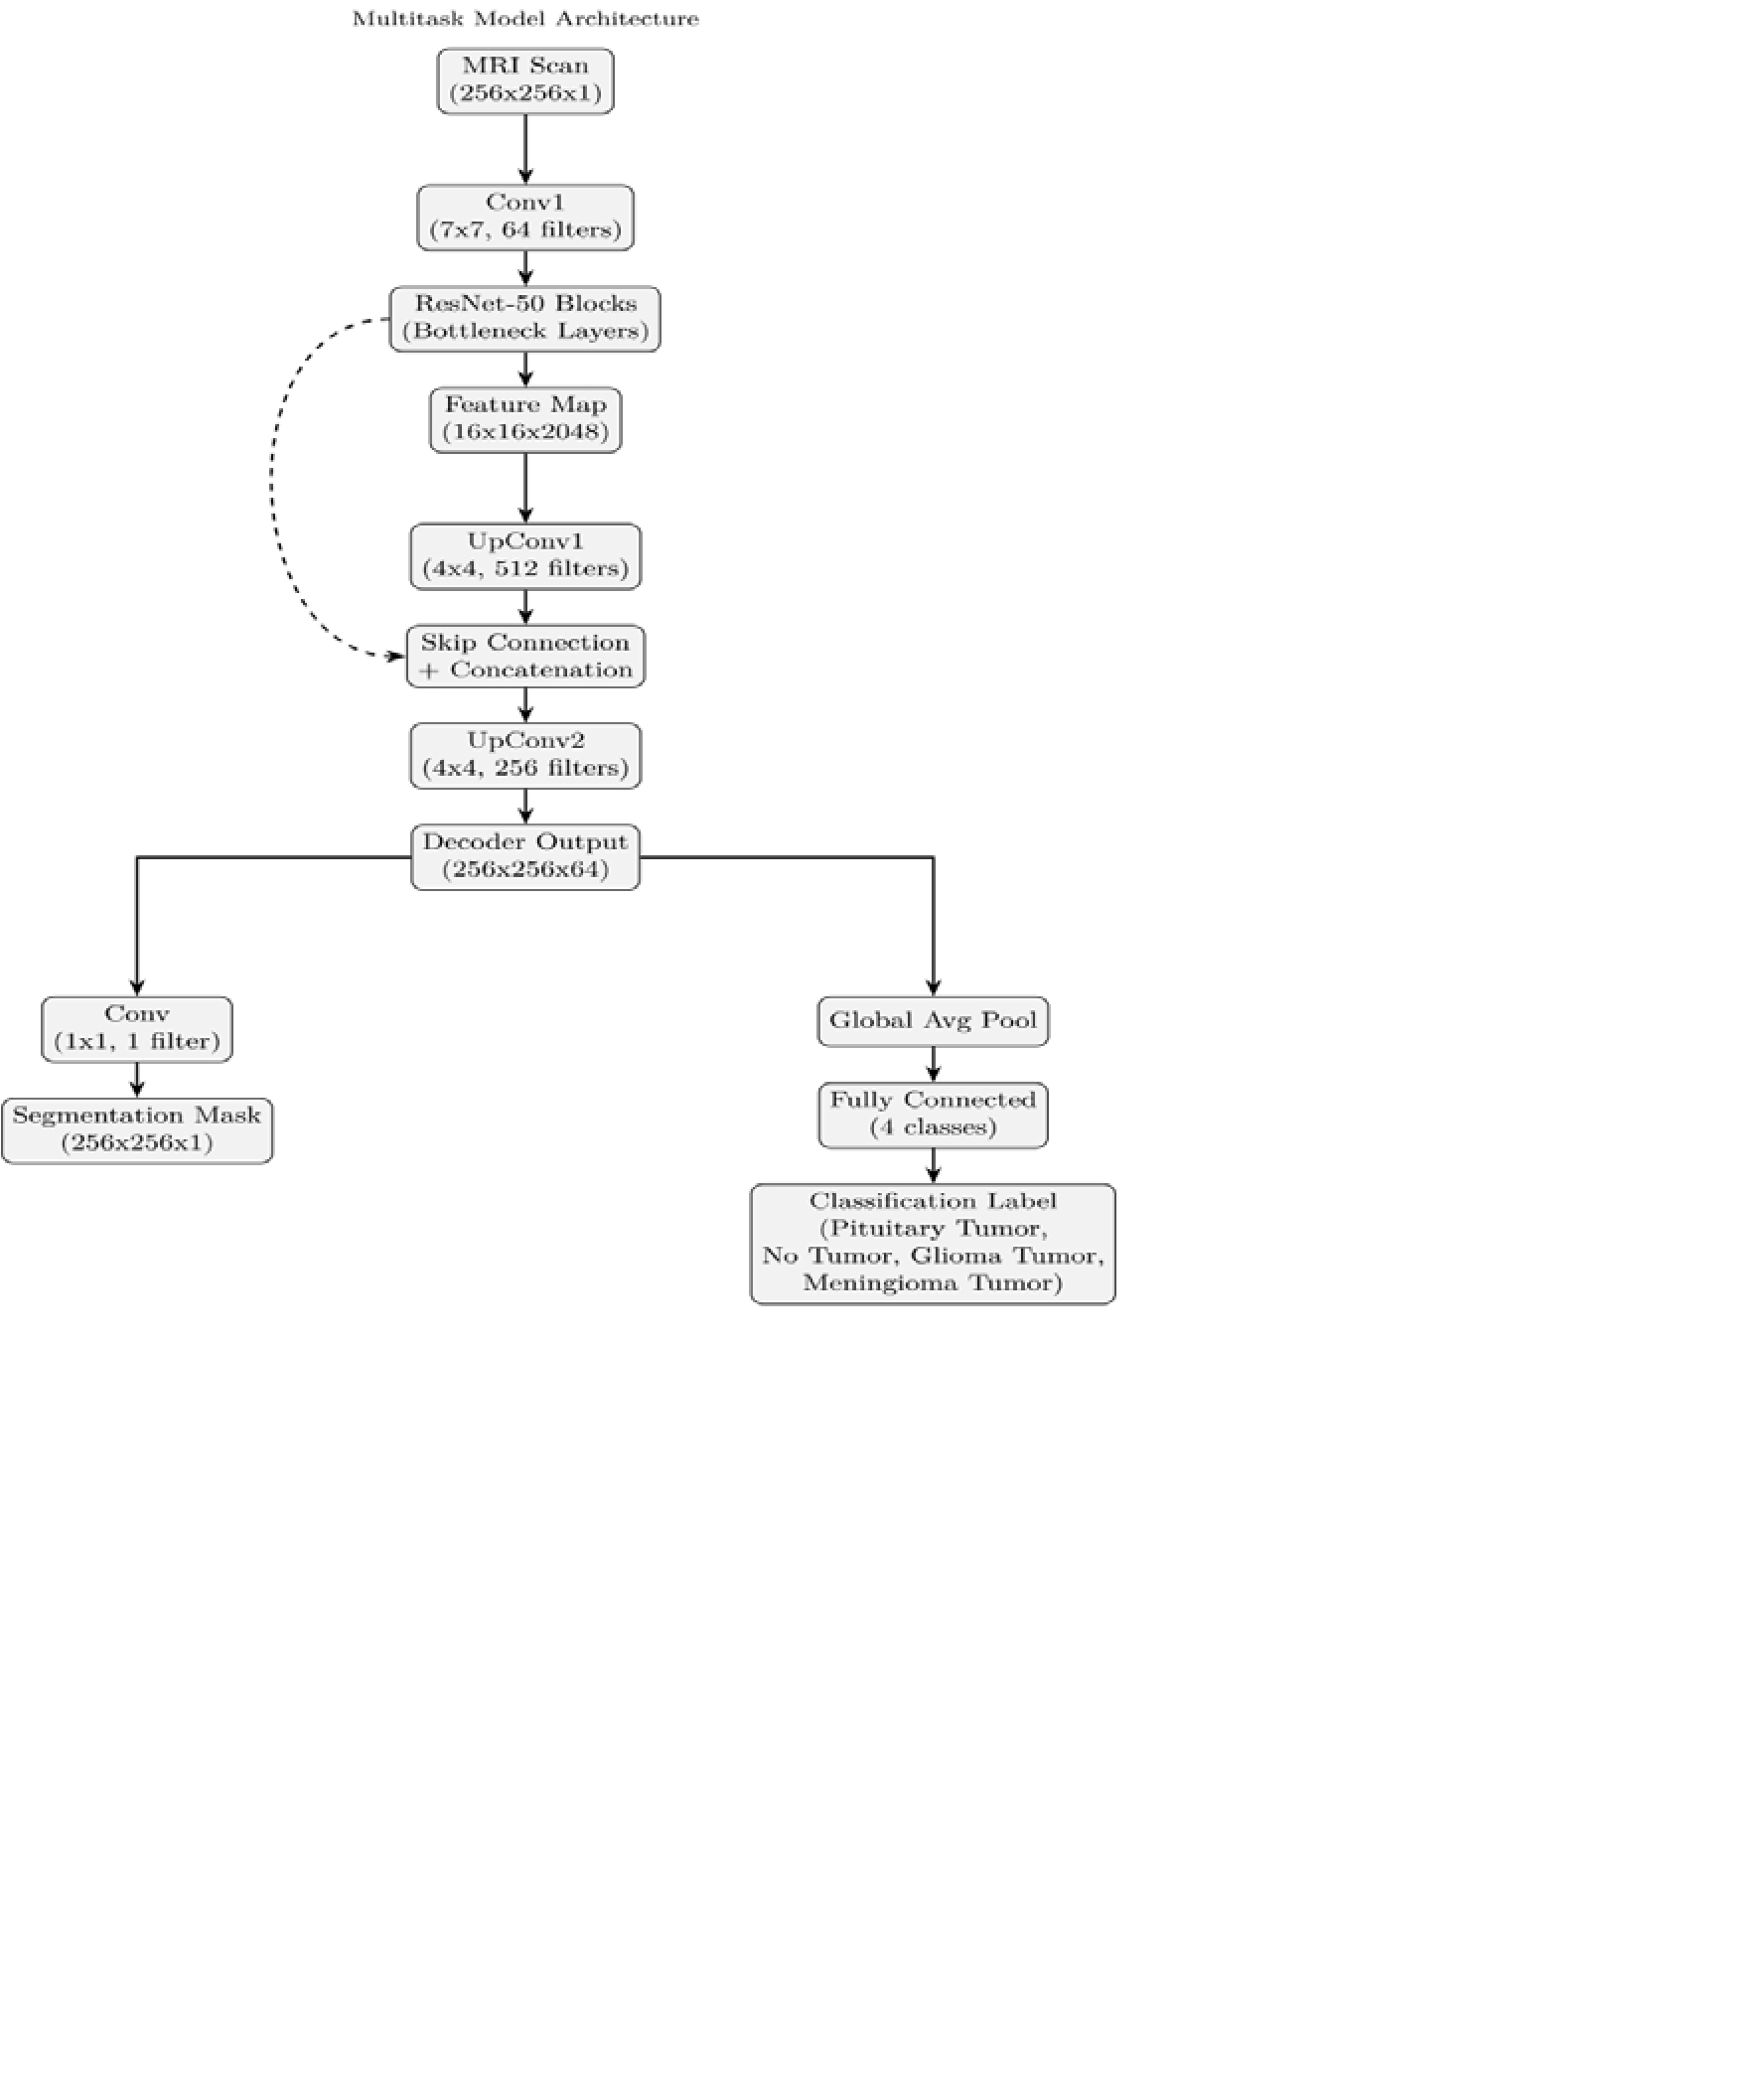 Multitask Model Architecture
MRI Scan
(256x256x1)
Conv1
(7x7, 64 filters)
ResNet-50 Blocks
(Bottleneck Layers)
Feature Map
(16x16x2048)
UpConv1
(4x4, 512 filters)
Skip Connection
+ Concatenation
UpConv2
(4x4, 256 filters)
Decoder Output
(256x256x64)
Conv
(1x1, 1 filter)
Segmentation Mask
(256x256x1)
Global Avg Pool
Fully Connected
(4 classes)
Classification Label
(Pituitary Tumor,
No Tumor, Glioma Tumor,
Meningioma Tumor)